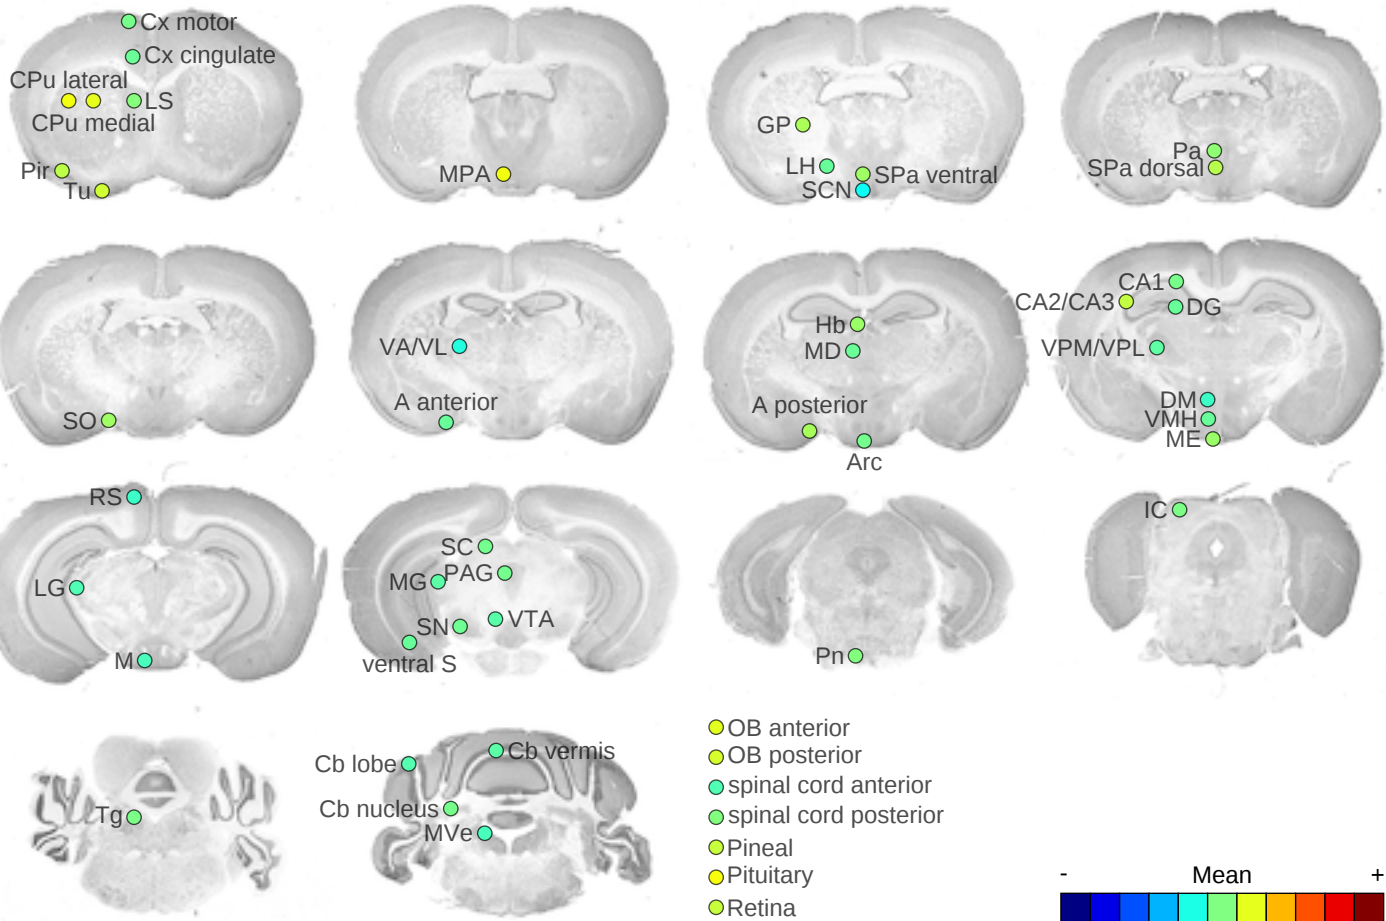 Cx motor
Cx cingulate
CPu lateral
LS
CPu medial
Pir
Tu
MPA
GP
LH
SPa ventral
SCN
Pa
SPa dorsal
SO
VA/VL
A anterior
Hb
MD
A posterior
Arc
CA1
CA2/CA3
DG
VPM/VPL
DM
VMH
ME
RS
LG
M
SC
PAG
MG
VTA
SN
ventral S
Pn
IC
Tg
Cb vermis
Cb lobe
Cb nucleus
MVe
OB anterior
OB posterior
spinal cord anterior
spinal cord posterior
Pineal
Pituitary
Retina
- Mean +